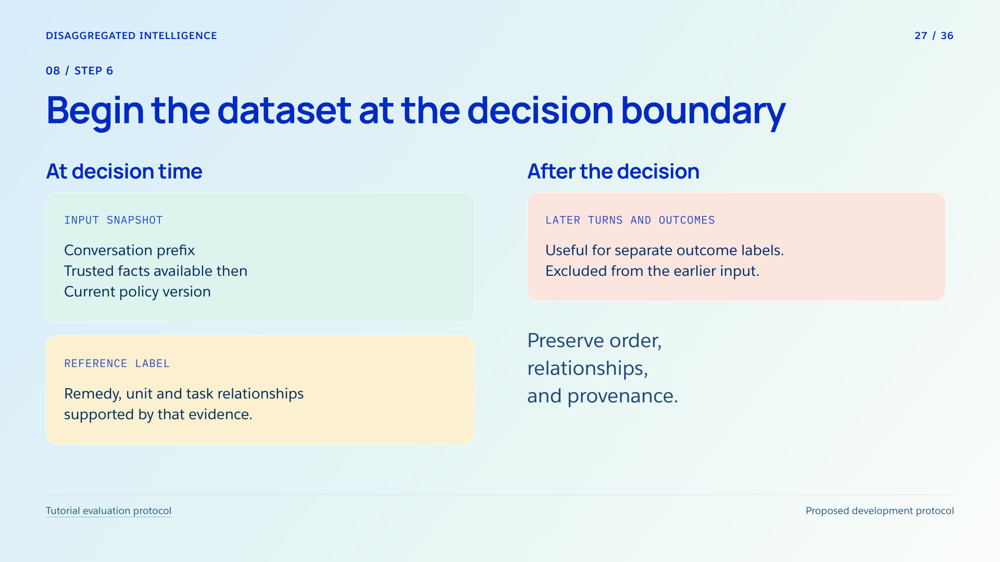 DISAGGREGATED INTELLIGENCE
27 / 36
08 / STEP 6
Begin the dataset at the decision boundary
At decision time
INPUT SNAPSHOT
Conversation prefix
Trusted facts available then
Current policy version
REFERENCE LABEL
Remedy, unit and task relationships
supported by that evidence.
After the decision
LATER TURNS AND OUTCOMES
Useful for separate outcome labels.
Excluded from the earlier input.
Preserve order,
relationships,
and provenance.
Tutorial evaluation protocol
Proposed development protocol